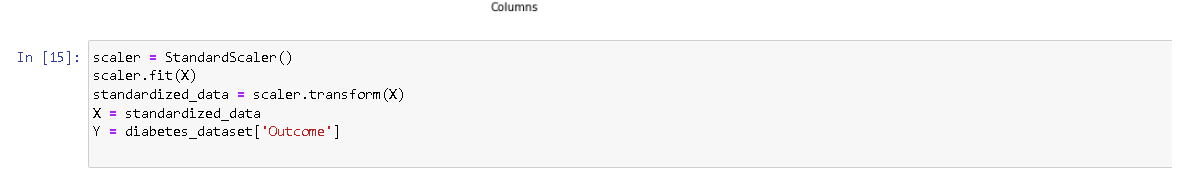 Columns
In [15]: scaler = StandardScaler()
scaler.fit(X)
standardized_data = scaler.transform(X)
X = standardized_data
Y = diabetes_dataset['Outcome']